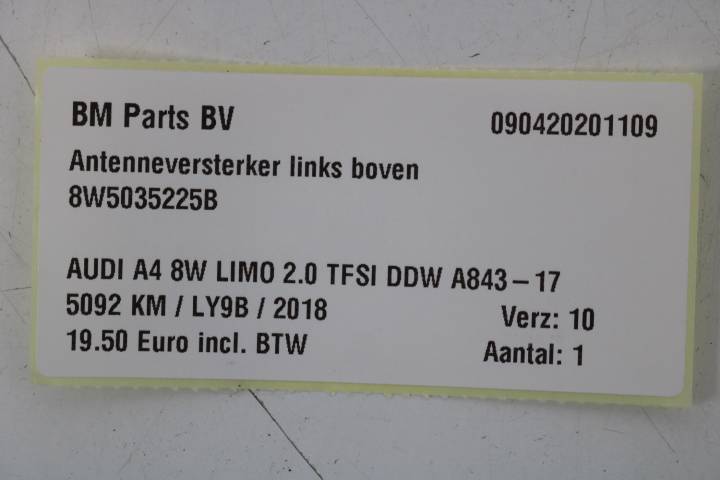 BM Parts BV 090420201109
Antenneversterker links boven
8W5035225B
AUDI A4 8W LIMO 2.0 TFSI DDW A843-17
5092 KM / LY9B / 2018 Verz: 10
19.50 Euro incl. BTW Aantal: 1